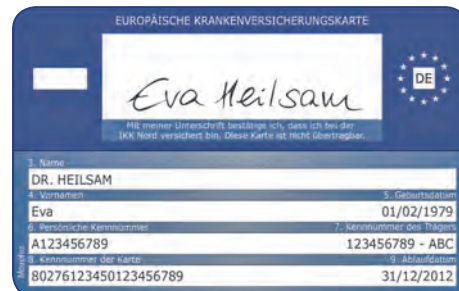 EUROPÄISCHE KRANKENVERSICHERUNGSKARTE
DE
Eva Heilsam
Mit meiner Unterschrift bestätige ich, dass ich bei der
IKK Nord versichert bin. Diese Karte ist nicht übertragbar.
3. Name
DR. HEILSAM
4. Vornamen 5. Geburtsdatum
Eva 01/02/1979
6. Persönliche Kennnummer 7. Kennnummer des Trägers
A123456789 123456789 - ABC
8. Kennnummer der Karte 9. Ablaufdatum
80276123450123456789 31/12/2012
Morpho